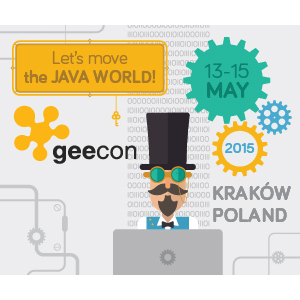 Let's move
the JAVA WORLD!
13-15
MAY
geecon
2015
KRAKÓW
POLAND